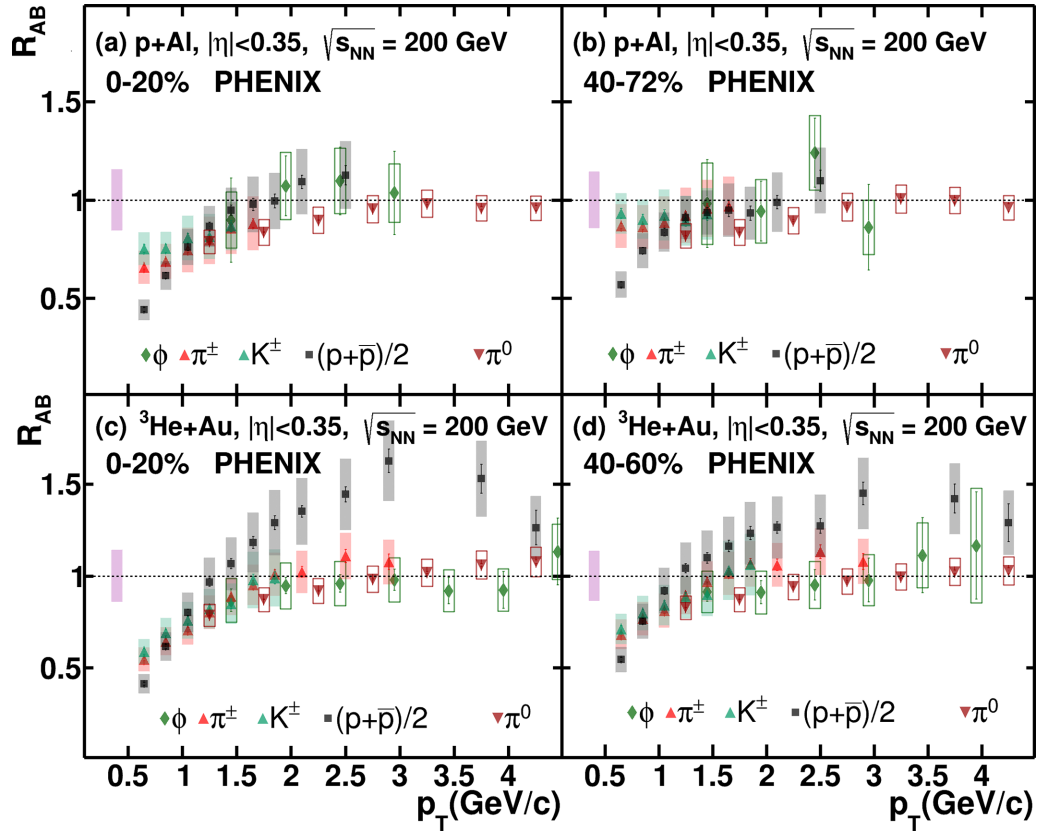 R_AB
(a) p+Al, |η|<0.35, √s_NN = 200 GeV
0-20% PHENIX
1.5
1
0.5
φ π± K± (p+p̅)/2 π⁰
(b) p+Al, |η|<0.35, √s_NN = 200 GeV
40-72% PHENIX
φ π± K± (p+p̅)/2 π⁰
R_AB
(c) ³He+Au, |η|<0.35, √s_NN = 200 GeV
0-20% PHENIX
1.5
1
0.5
φ π± K± (p+p̅)/2 π⁰
0.5 1 1.5 2 2.5 3 3.5 4
p_T(GeV/c)
(d) ³He+Au, |η|<0.35, √s_NN = 200 GeV
40-60% PHENIX
φ π± K± (p+p̅)/2 π⁰
0.5 1 1.5 2 2.5 3 3.5 4
p_T(GeV/c)